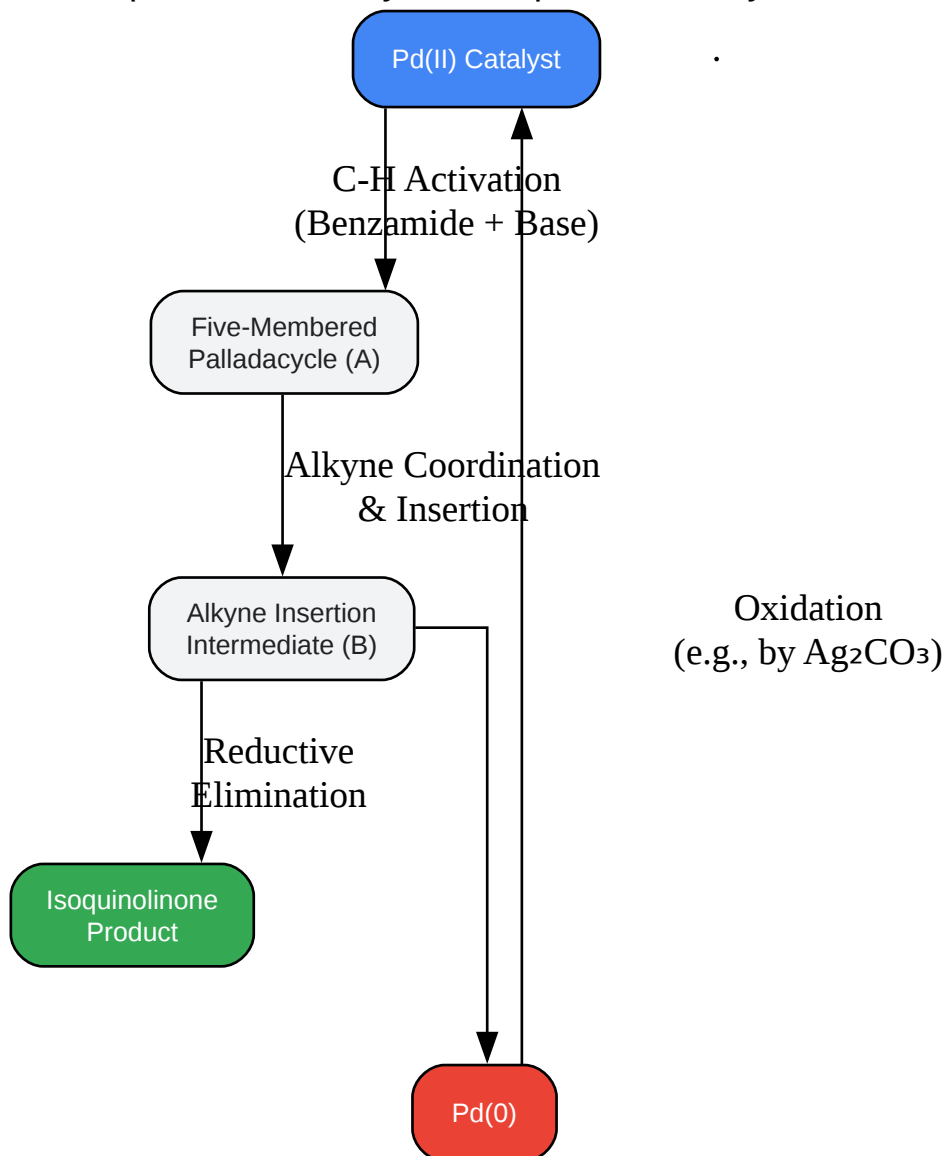 Pd(II) Catalyst
.
C-H Activation
(Benzamide + Base)
Five-Membered
Palladacycle (A)
Alkyne Coordination
& Insertion
Alkyne Insertion
Intermediate (B)
Oxidation
(e.g., by Ag₂CO₃)
Reductive
Elimination
Isoquinolinone
Product
Pd(0)